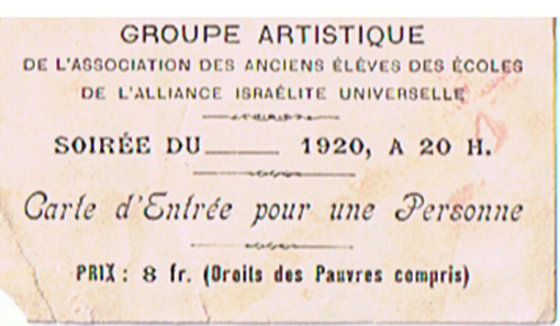 GROUPE ARTISTIQUE
DE L'ASSOCIATION DES ANCIENS ÉLÈVES DES ÉCOLES
DE L'ALLIANCE ISRAÉLITE UNIVERSELLE
SOIRÉE DU_____ 1920, A 20 H.
Carte d'Entrée pour une Personne
PRIX : 8 fr. (Droits des Pauvres compris)